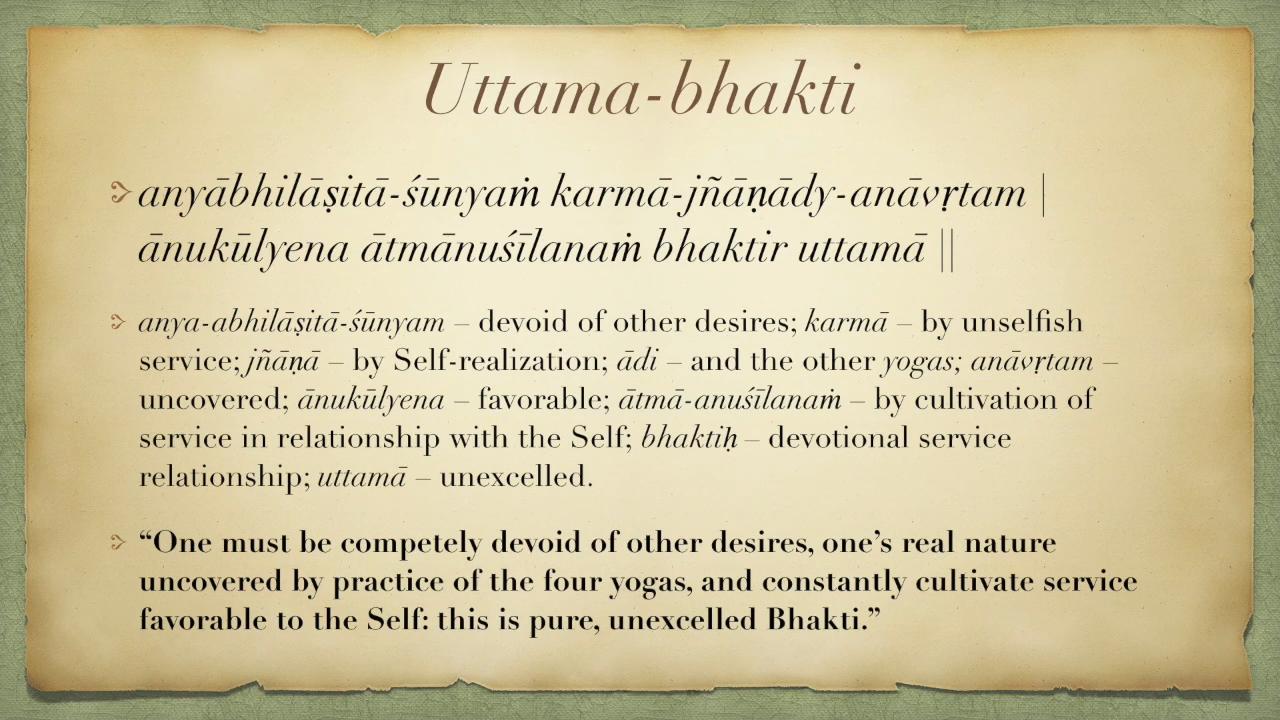 Uttama-bhakti
anyābhilāṣitā-śūnyaṁ karmā-jñāṇādy-anāvṛtam |
ānukūlyena ātmānuśīlanaṁ bhaktir uttamā ||
anya-abhilāṣitā-śūnyam – devoid of other desires; karmā – by unselfish
service; jñāṇā – by Self-realization; ādi – and the other yogas; anāvṛtam –
uncovered; ānukūlyena – favorable; ātmā-anuśīlanaṁ – by cultivation of
service in relationship with the Self; bhaktiḥ – devotional service
relationship; uttamā – unexcelled.
“One must be competely devoid of other desires, one’s real nature
uncovered by practice of the four yogas, and constantly cultivate service
favorable to the Self: this is pure, unexcelled Bhakti.”